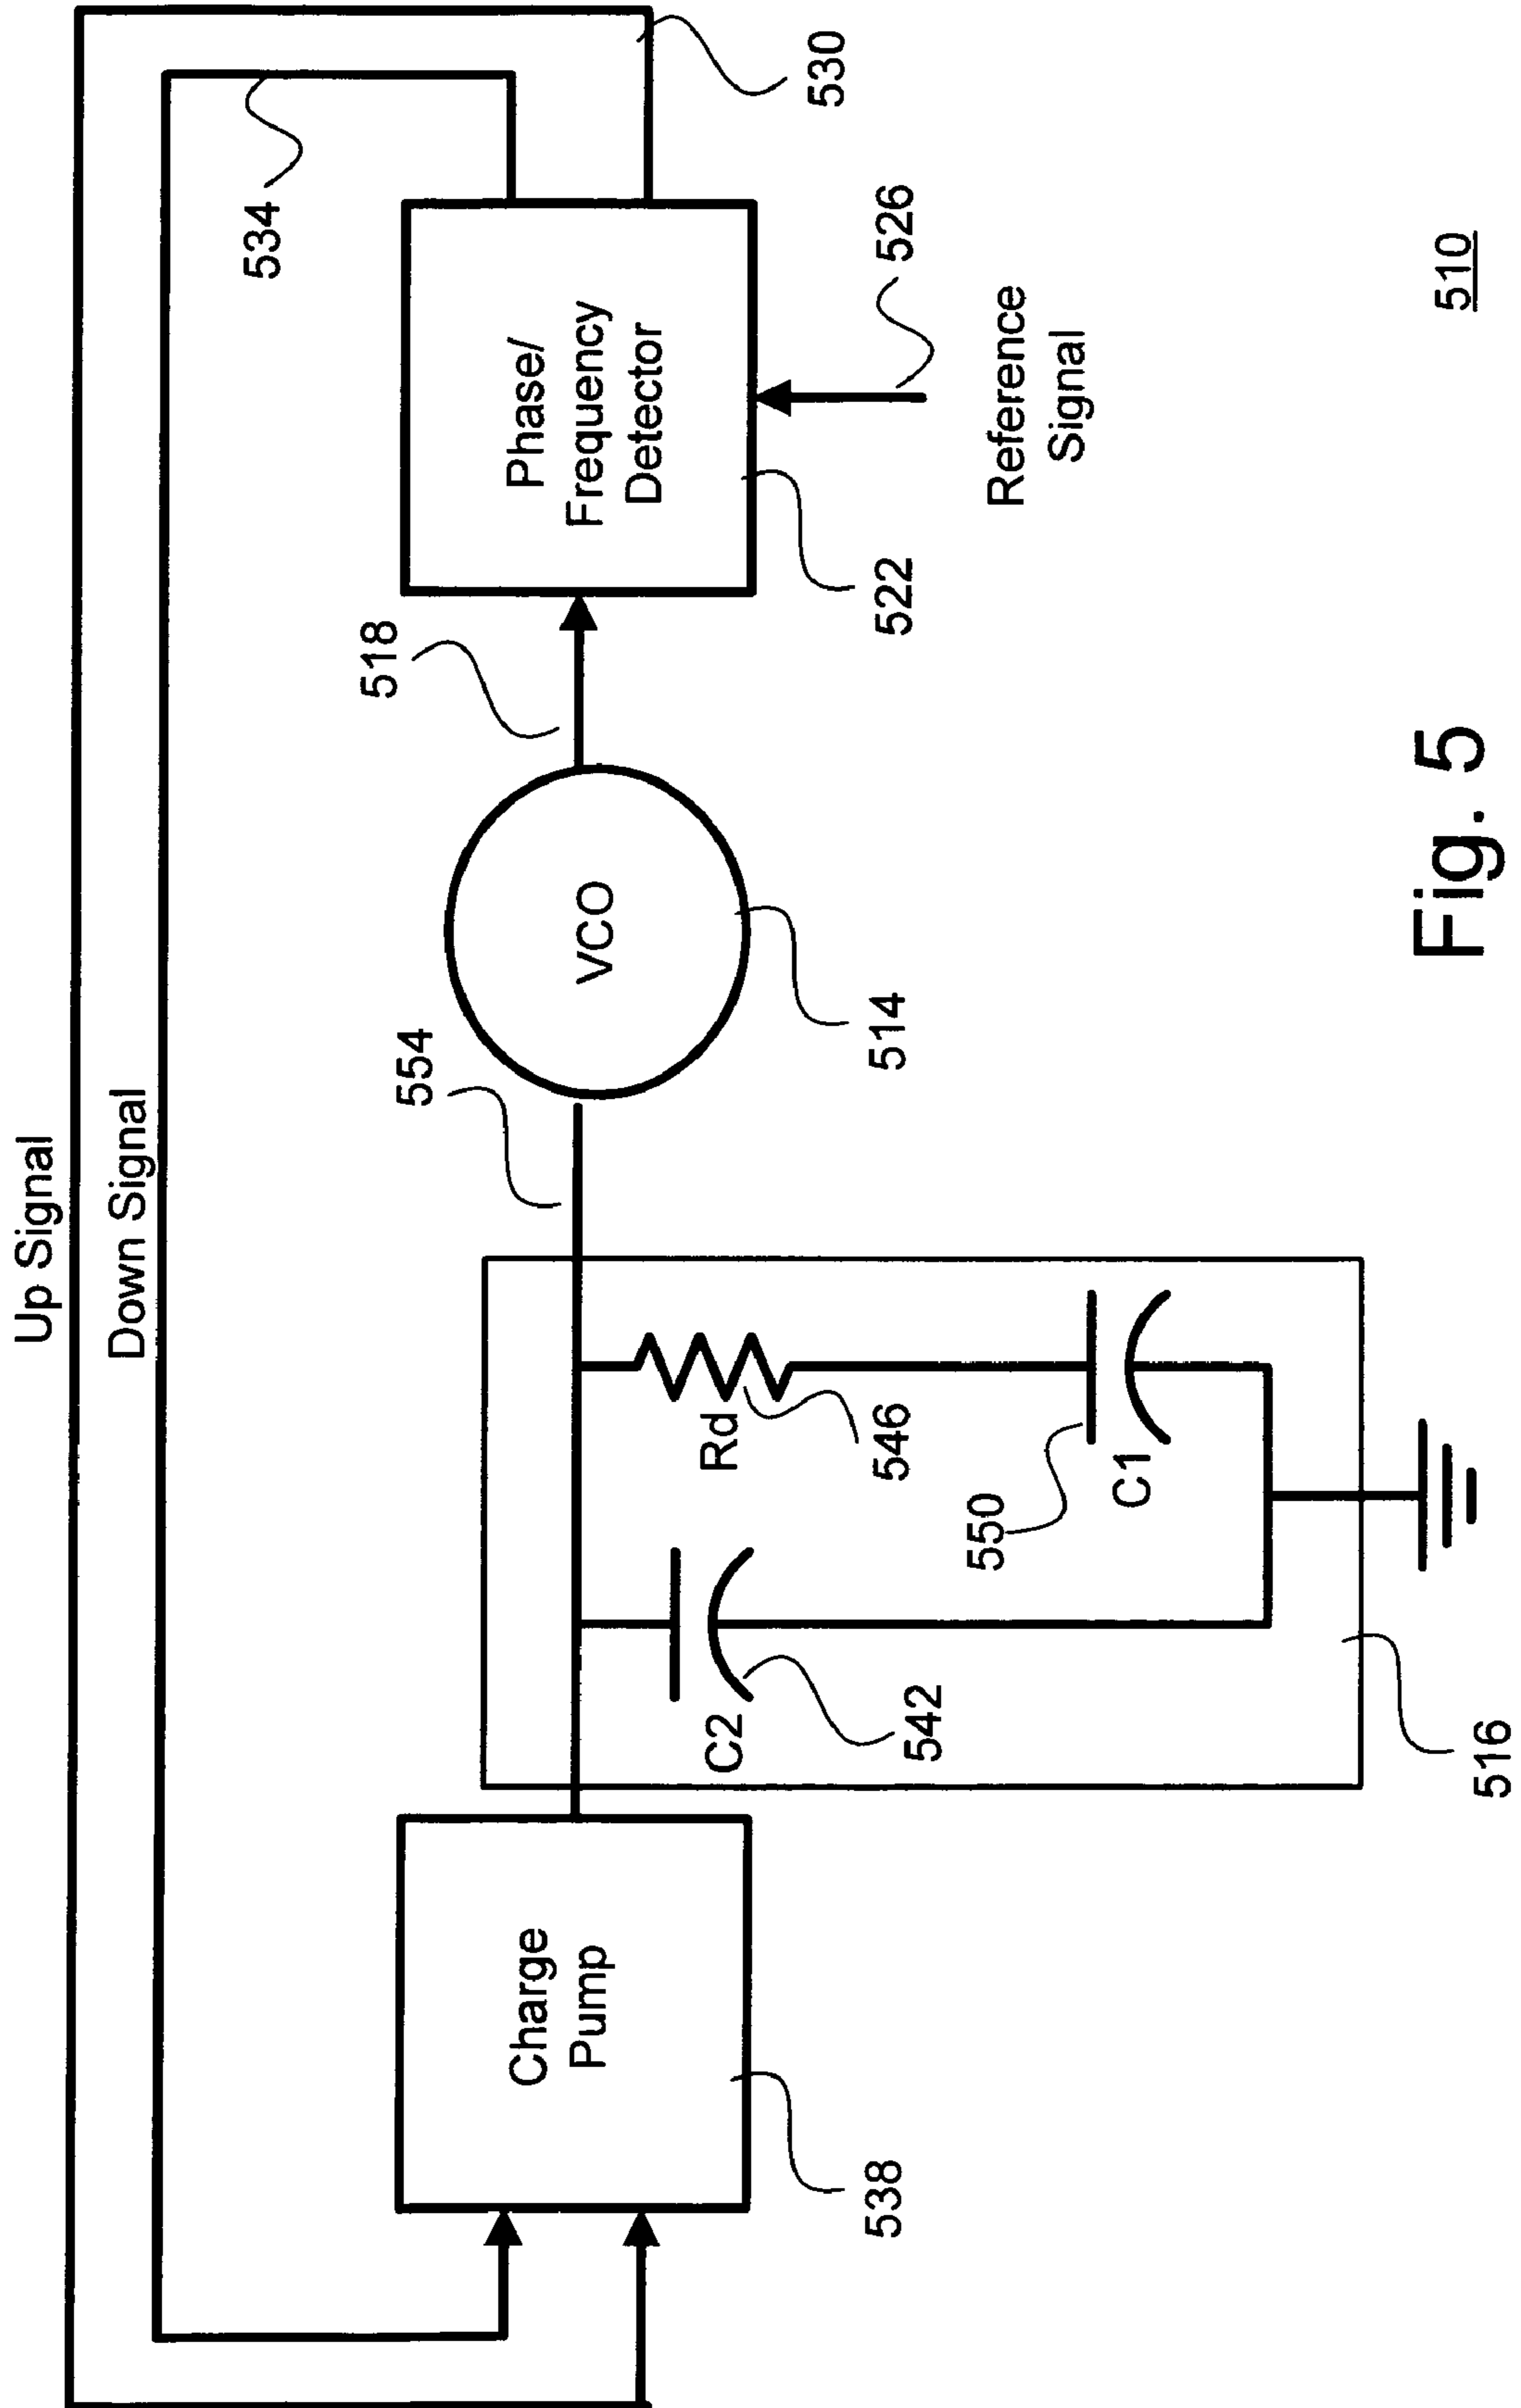 Up Signal
Down Signal
534
530
518
554
Charge
Pump
538
C2
542
Rd
546
550
C1
516
VCO
514
Phase/
Frequency
Detector
522
526
Reference
Signal
510
Fig. 5